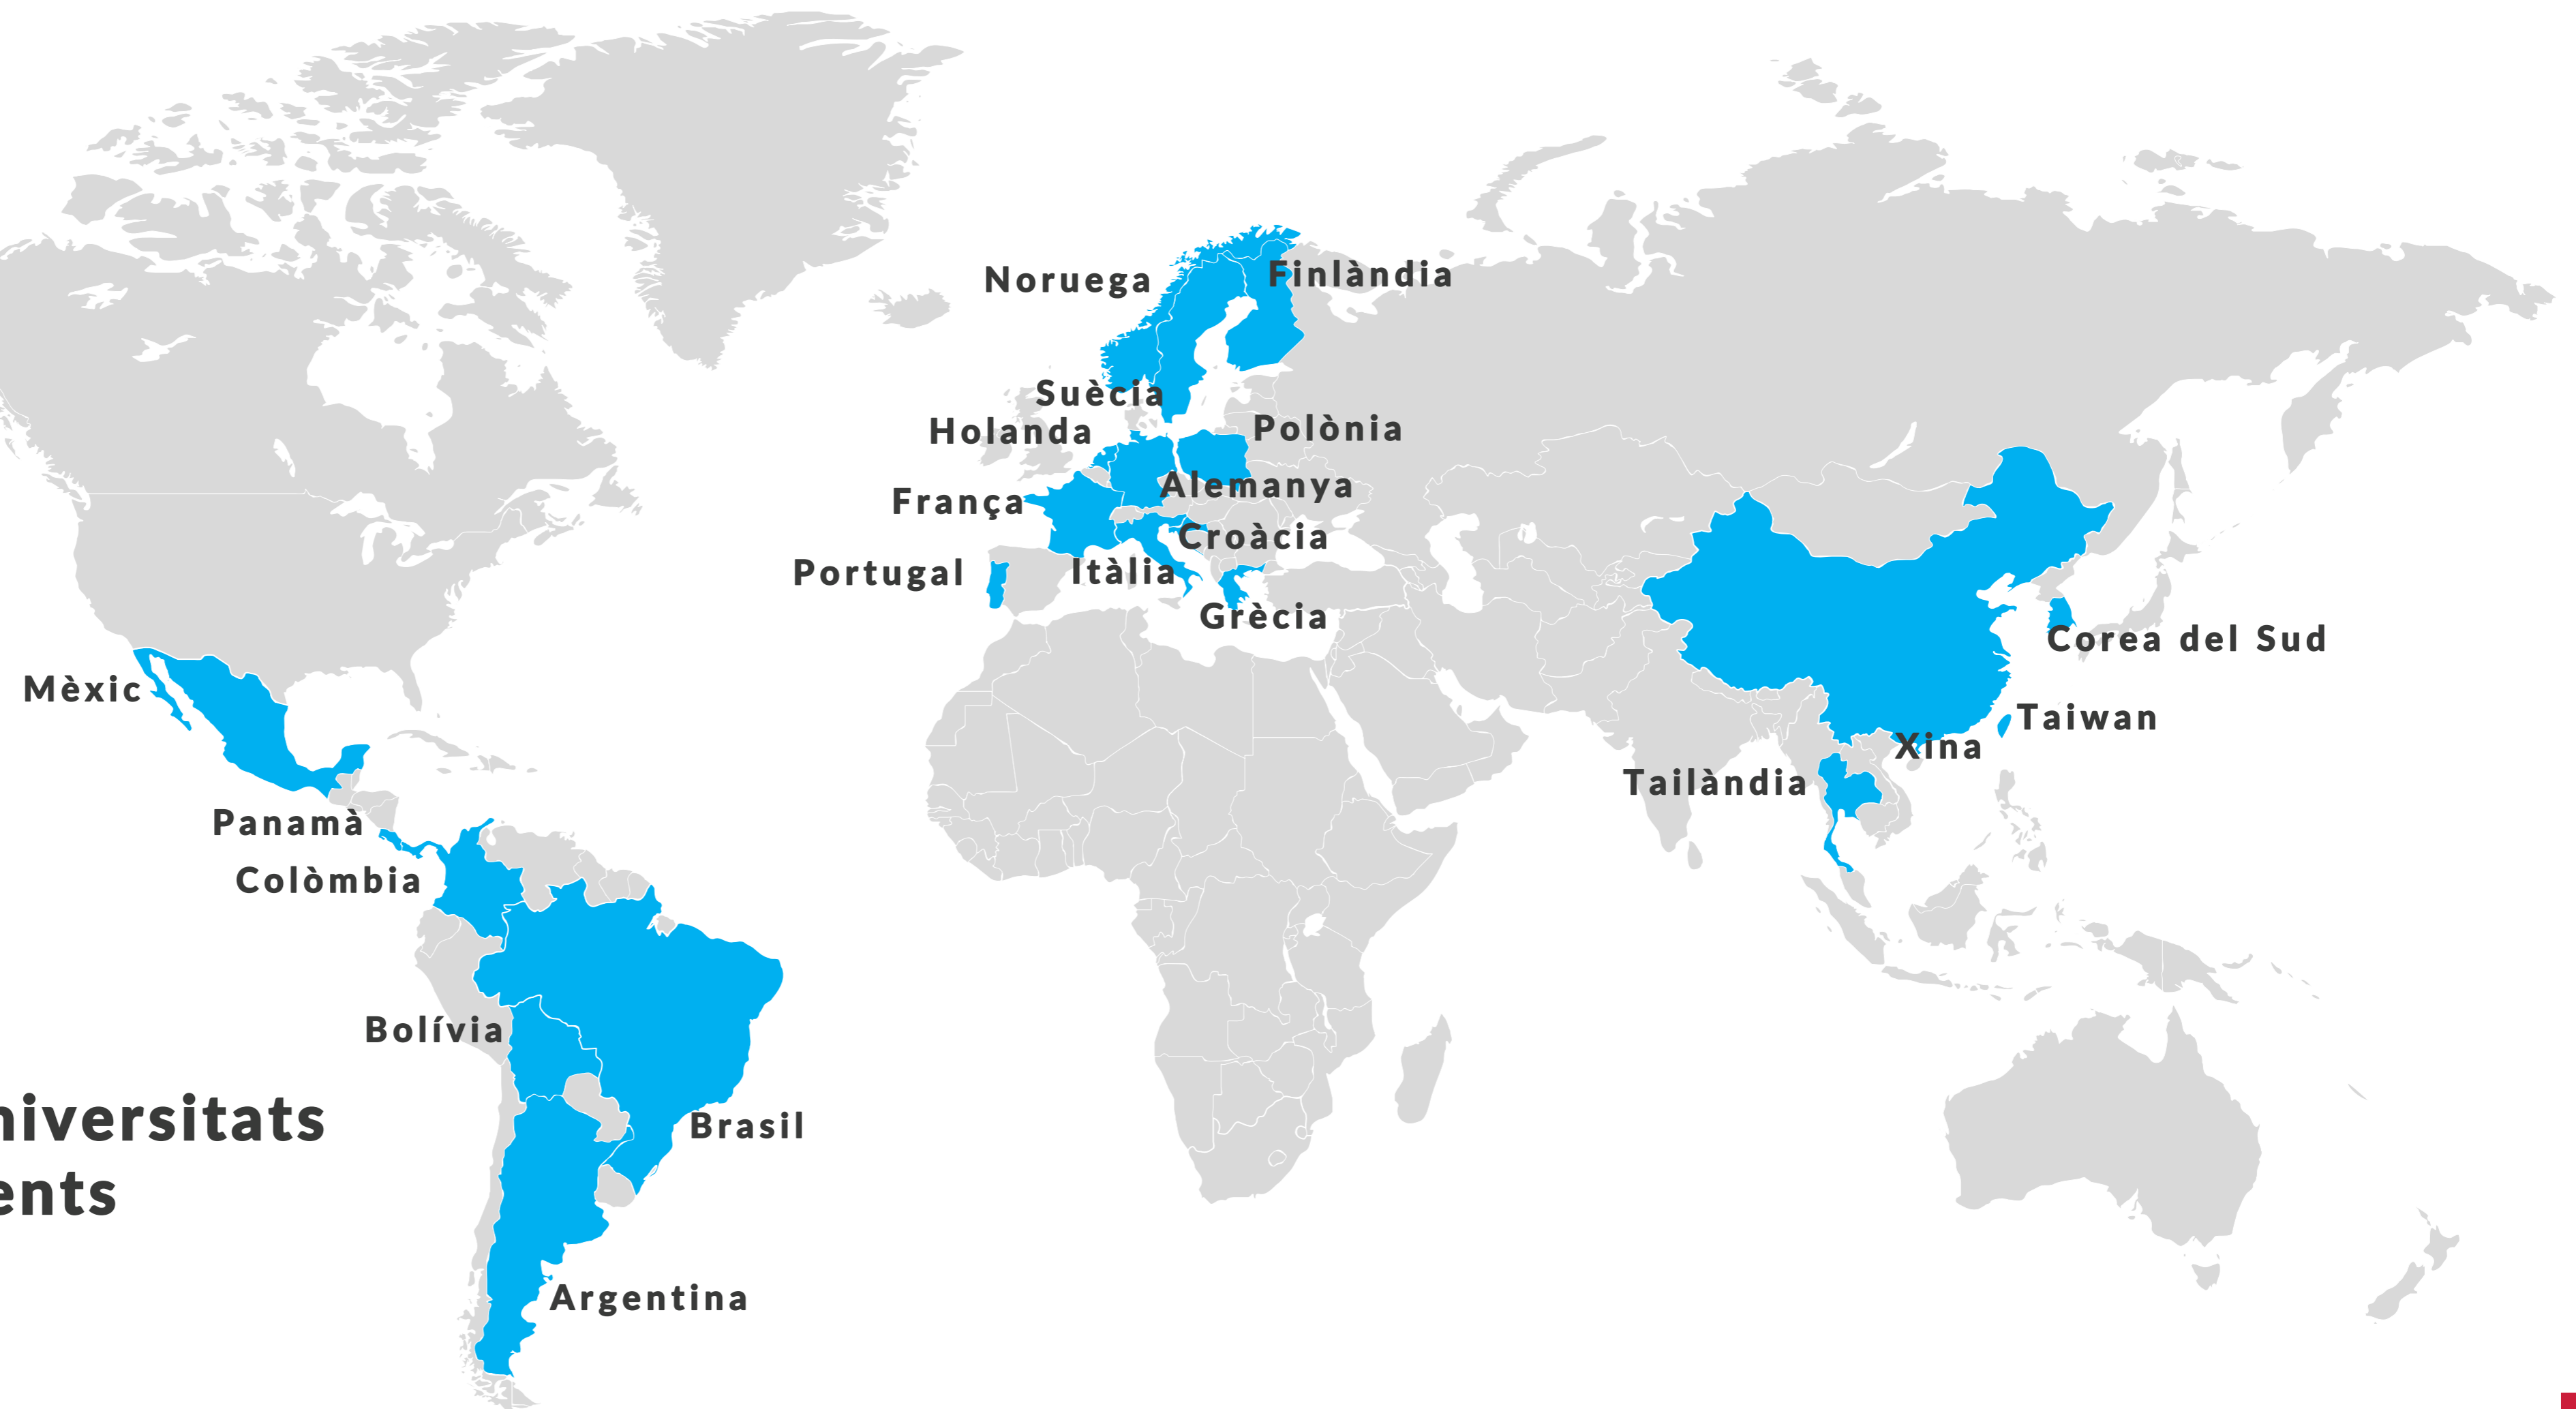 Noruega
Finlàndia
Suècia
Holanda
Polònia
Alemanya
França
Croàcia
Portugal
Itàlia
Grècia
Corea del Sud
Mèxic
Taiwan
Xina
Tailàndia
Panamà
Colòmbia
Bolívia
Brasil
niversitats
ents
Argentina